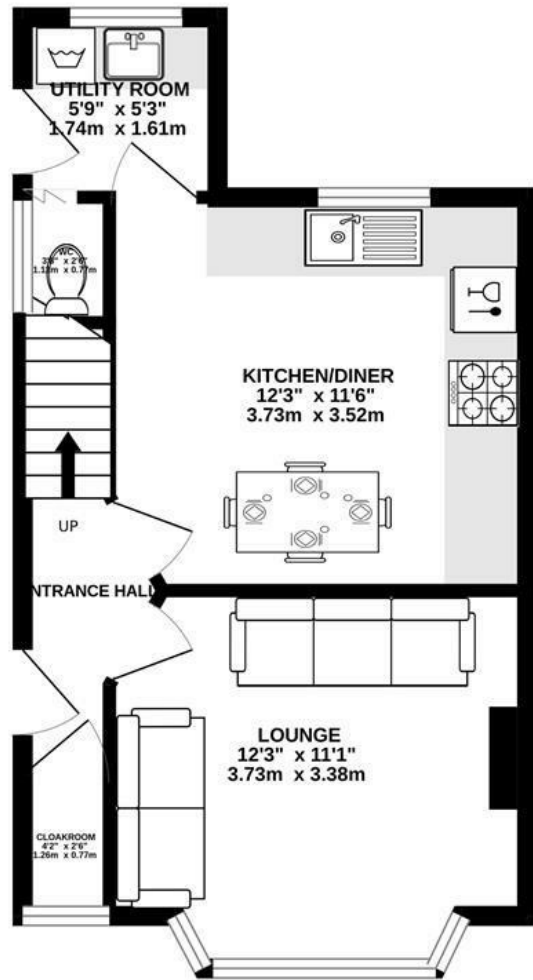 UTILITY ROOM
5'9" x 5'3"
1.74m x 1.61m
WC
KITCHEN/DINER
12'3" x 11'6"
3.73m x 3.52m
UP
NTRANCE HALL
LOUNGE
12'3" x 11'1"
3.73m x 3.38m
CLOAKROOM
4'2" x 2'6"
1.26m x 0.77m